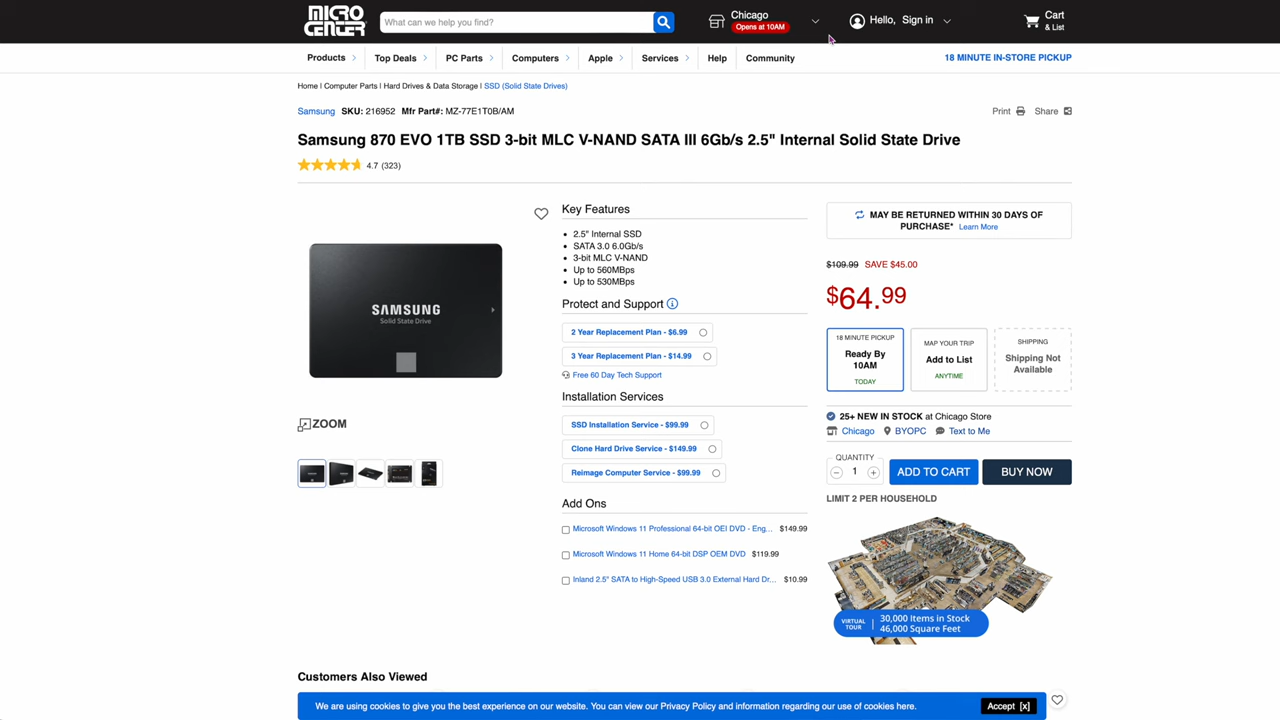 MICRO CENTER
What can we help you find?
Chicago
Opens at 10AM
Hello, Sign in
Cart
& List
Products
Top Deals
PC Parts
Computers
Apple
Services
Help
Community
18 MINUTE IN-STORE PICKUP
Home | Computer Parts | Hard Drives & Data Storage | SSD (Solid State Drives)
Samsung SKU: 216952 Mfr Part#: MZ-77E1T0B/AM
Print
Share
Samsung 870 EVO 1TB SSD 3-bit MLC V-NAND SATA III 6Gb/s 2.5" Internal Solid State Drive
4.7 (323)
SAMSUNG
Solid State Drive
ZOOM
Key Features
2.5" Internal SSD
SATA 3.0 6.0Gb/s
3-bit MLC V-NAND
Up to 560MBps
Up to 530MBps
Protect and Support
2 Year Replacement Plan - $6.99
3 Year Replacement Plan - $14.99
Free 60 Day Tech Support
Installation Services
SSD Installation Service - $99.99
Clone Hard Drive Service - $149.99
Reimage Computer Service - $99.99
Add Ons
Microsoft Windows 11 Professional 64-bit OEI DVD - Eng... $149.99
Microsoft Windows 11 Home 64-bit DSP OEM DVD $119.99
Inland 2.5" SATA to High-Speed USB 3.0 External Hard Dr... $10.99
MAY BE RETURNED WITHIN 30 DAYS OF
PURCHASE* Learn More
$109.99 SAVE $45.00
$64.99
18 MINUTE PICKUP
Ready By
10AM
TODAY
MAP YOUR TRIP
Add to List
ANYTIME
SHIPPING
Shipping Not
Available
25+ NEW IN STOCK at Chicago Store
Chicago BYOPC Text to Me
QUANTITY
1
ADD TO CART
BUY NOW
LIMIT 2 PER HOUSEHOLD
VIRTUAL
TOUR
30,000 Items in Stock
46,000 Square Feet
Customers Also Viewed
We are using cookies to give you the best experience on our website. You can view our Privacy Policy and information regarding our use of cookies here.
Accept [x]